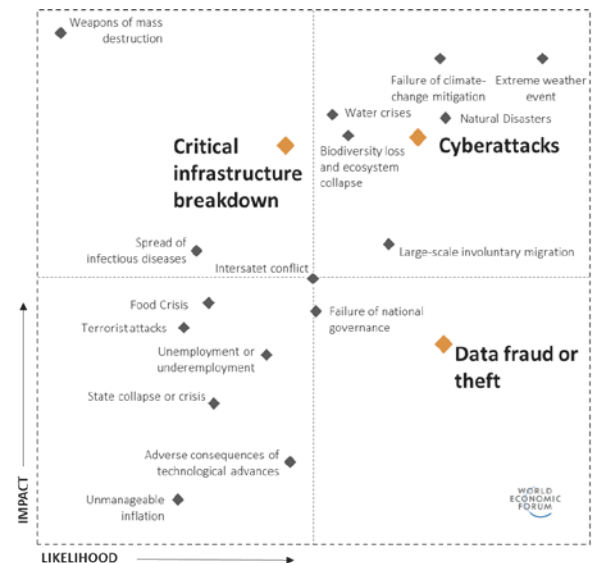 Weapons of mass
destruction
Failure of climate-
change mitigation
Extreme weather
event
Water crises
Natural Disasters
Critical
infrastructure
breakdown
Biodiversity loss
and ecosystem
collapse
Cyberattacks
Spread of
infectious diseases
Large-scale involuntary migration
Intersatet conflict
Food Crisis
Failure of national
governance
Terrorist attacks
Unemployment or
underemployment
Data fraud or
theft
State collapse or crisis
Adverse consequences of
technological advances
Unmanageable
inflation
WORLD
ECONOMIC
FORUM
IMPACT
LIKELIHOOD